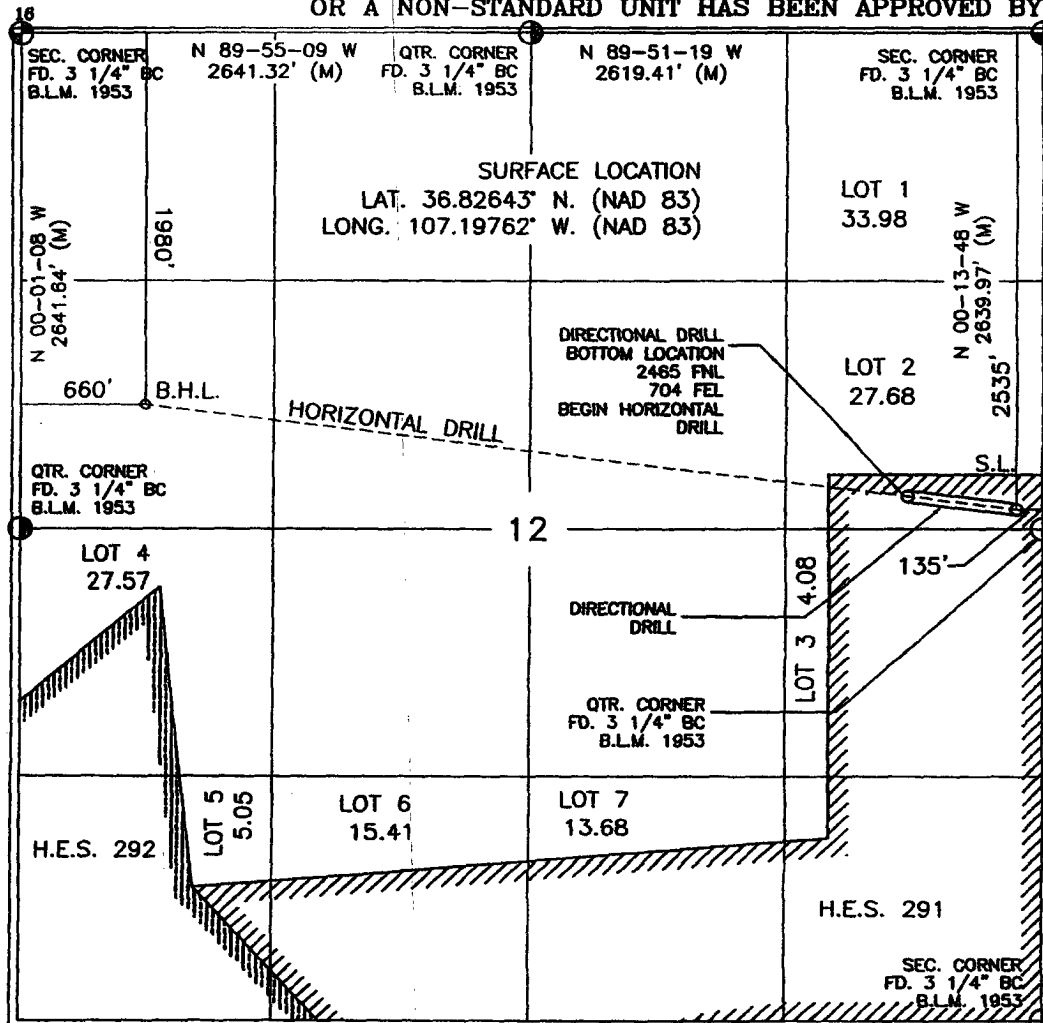 OR A NON-STANDARD UNIT HAS BEEN APPROVED BY
16
SEC. CORNER
FD. 3 1/4" BC
B.L.M. 1953
N 89-55-09 W
2641.32' (M)
QTR. CORNER
FD. 3 1/4" BC
B.L.M. 1953
N 89-51-19 W
2619.41' (M)
SEC. CORNER
FD. 3 1/4" BC
B.L.M. 1953
SURFACE LOCATION
LAT. 36.82643° N. (NAD 83)
LONG. 107.19762° W. (NAD 83)
LOT 1
33.98
N 00-01-08 W
2641.64' (M)
1980'
N 00-13-48 W
2639.97' (M)
2535'
DIRECTIONAL DRILL
BOTTOM LOCATION
2465 FNL
704 FEL
BEGIN HORIZONTAL
DRILL
LOT 2
27.68
660'
B.H.L.
HORIZONTAL DRILL
S.L.
QTR. CORNER
FD. 3 1/4" BC
B.L.M. 1953
12
LOT 4
27.57
135'
LOT 3 4.08
DIRECTIONAL
DRILL
QTR. CORNER
FD. 3 1/4" BC
B.L.M. 1953
LOT 5
5.05
LOT 6
15.41
LOT 7
13.68
H.E.S. 292
H.E.S. 291
SEC. CORNER
FD. 3 1/4" BC
B.L.M. 1953